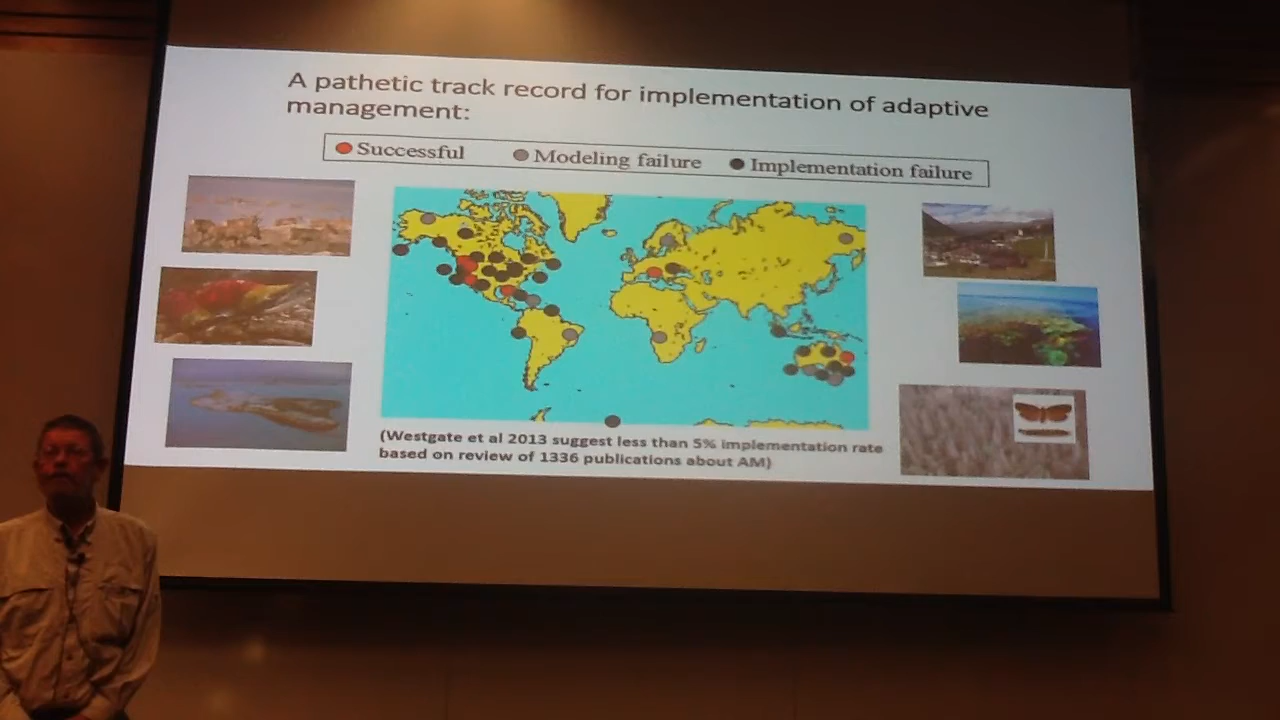 A pathetic track record for implementation of adaptive
management:
Successful Modeling failure Implementation failure
(Westgate et al 2013 suggest less than 5% implementation rate
based on review of 1336 publications about AM)